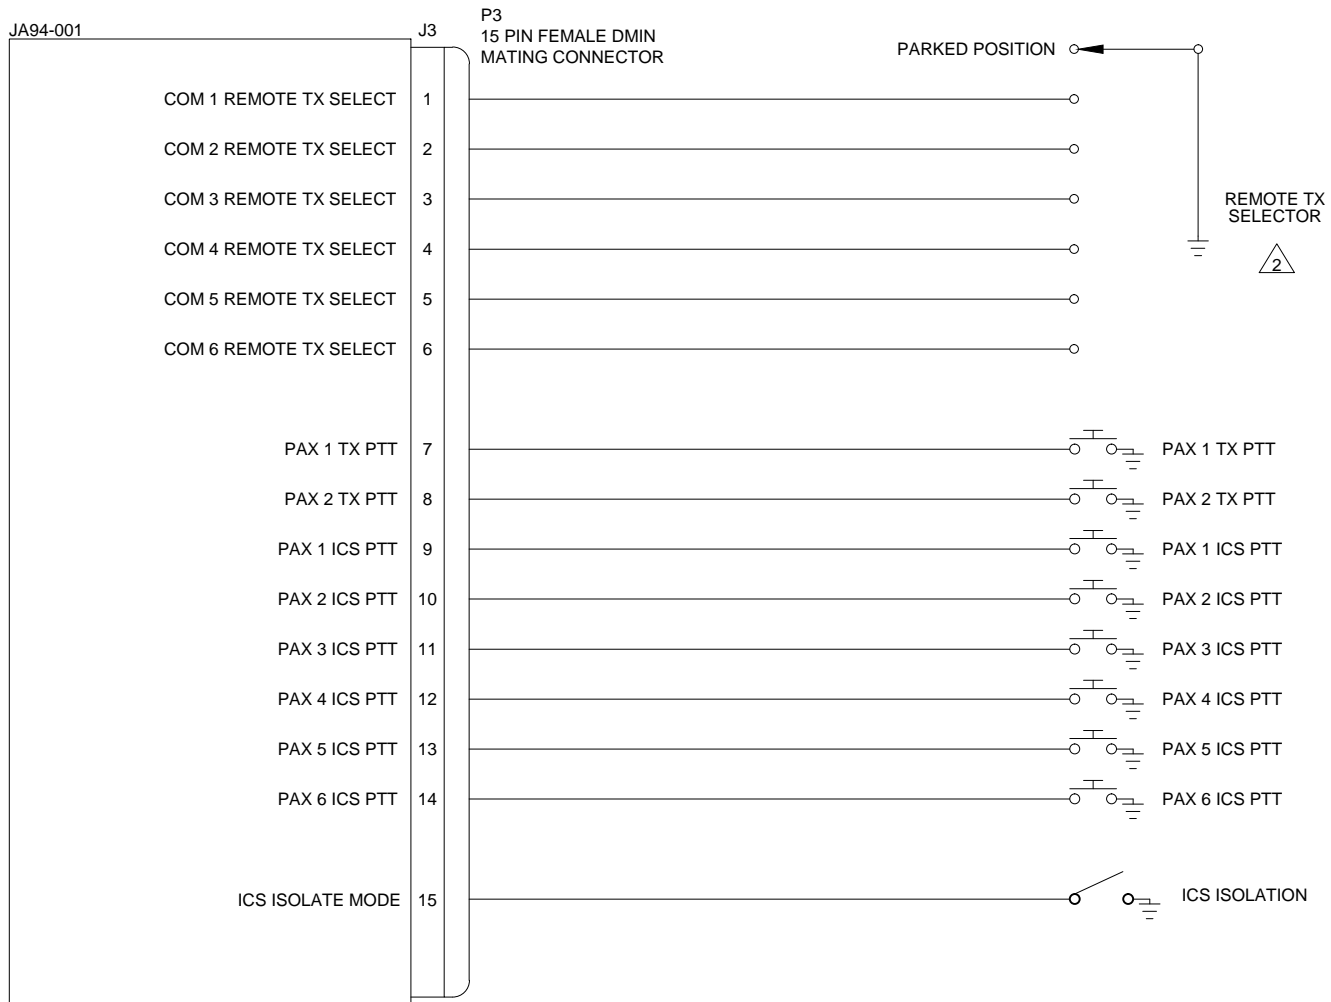 JA94-001
J3
P3
15 PIN FEMALE DMIN
MATING CONNECTOR
PARKED POSITION
COM 1 REMOTE TX SELECT 1
COM 2 REMOTE TX SELECT 2
COM 3 REMOTE TX SELECT 3
REMOTE TX
SELECTOR
COM 4 REMOTE TX SELECT 4
2
COM 5 REMOTE TX SELECT 5
COM 6 REMOTE TX SELECT 6
PAX 1 TX PTT 7 PAX 1 TX PTT
PAX 2 TX PTT 8 PAX 2 TX PTT
PAX 1 ICS PTT 9 PAX 1 ICS PTT
PAX 2 ICS PTT 10 PAX 2 ICS PTT
PAX 3 ICS PTT 11 PAX 3 ICS PTT
PAX 4 ICS PTT 12 PAX 4 ICS PTT
PAX 5 ICS PTT 13 PAX 5 ICS PTT
PAX 6 ICS PTT 14 PAX 6 ICS PTT
ICS ISOLATE MODE 15 ICS ISOLATION